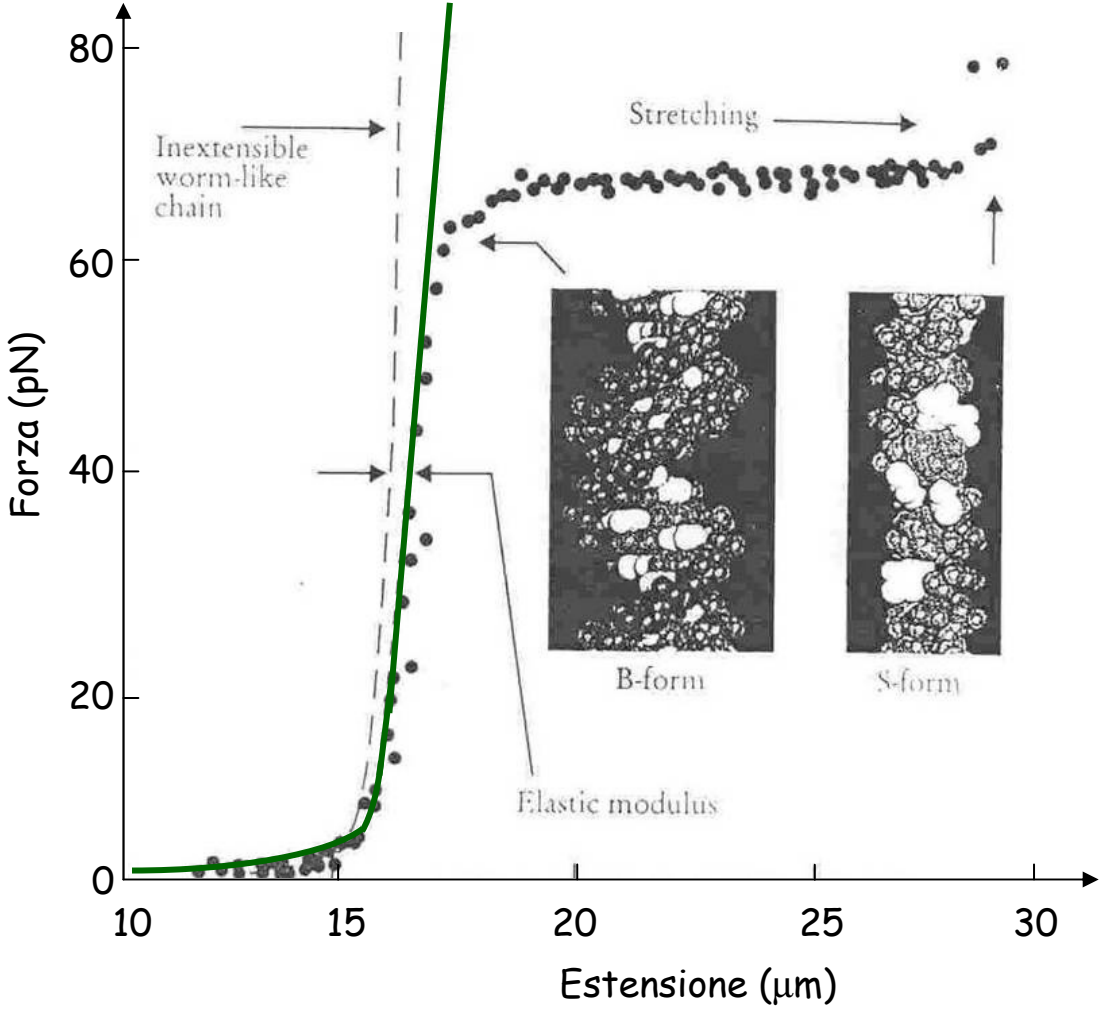 80
60
40
20
0
10
15
20
25
30
Forza (pN)
Estensione (μm)
Inextensible
worm-like
chain
Stretching
Elastic modulus
B-form
S-form